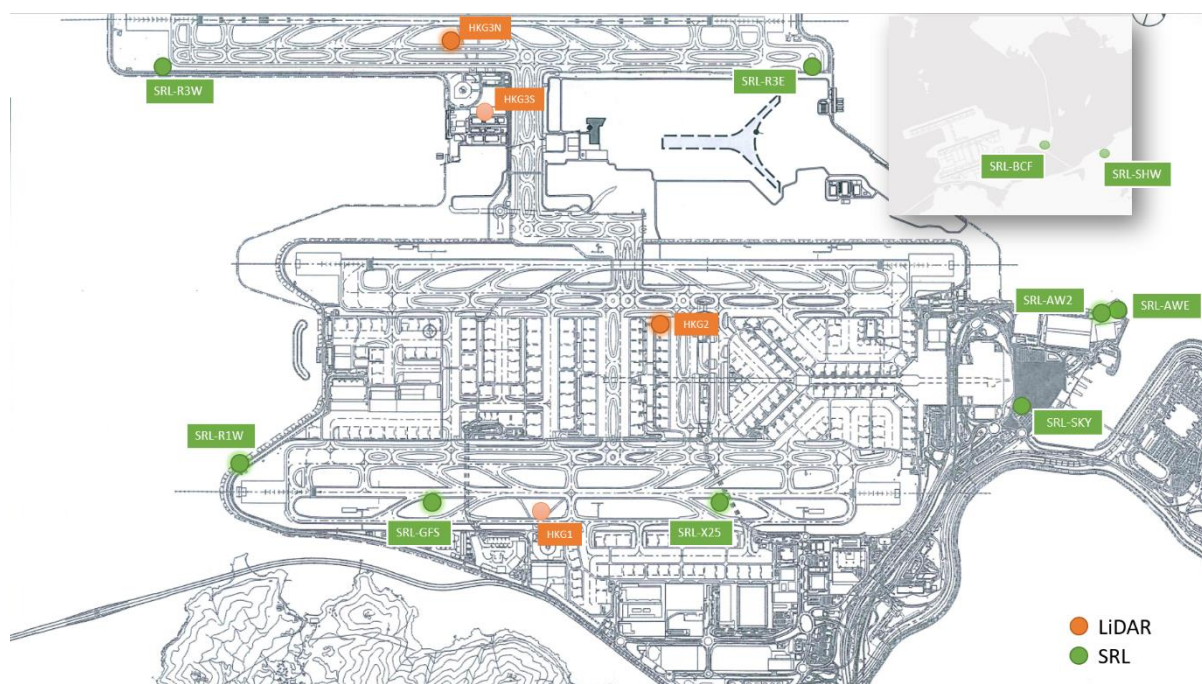 HKG3N
SRL-R3W
SRL-R3E
HKG3S
SRL-BCF
SRL-SHW
SRL-AW2
SRL-AWE
HKG2
SRL-SKY
SRL-R1W
SRL-GFS
HKG1
SRL-X25
LiDAR
SRL